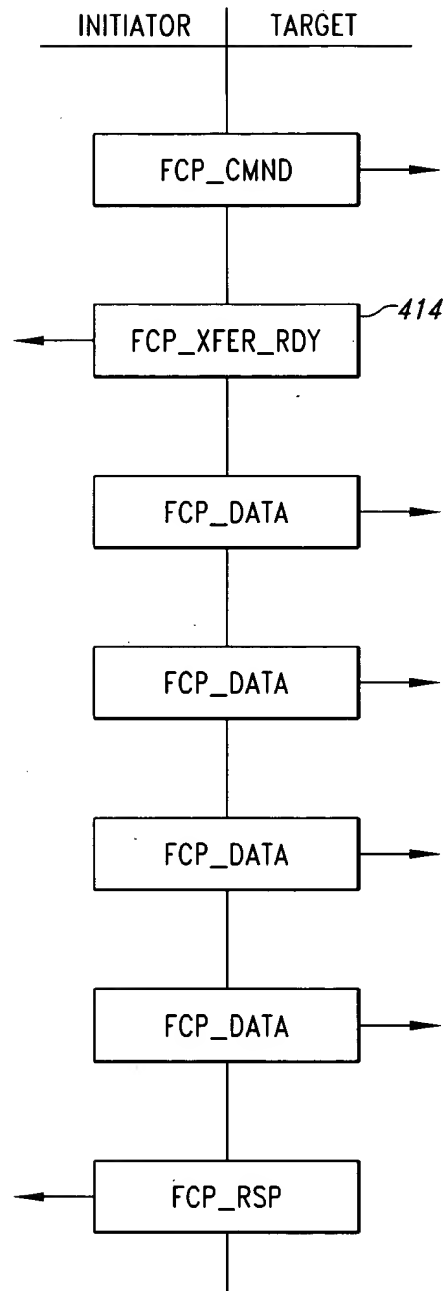 INITIATOR TARGET
FCP_CMND
414
FCP_XFER_RDY
FCP_DATA
FCP_DATA
FCP_DATA
FCP_DATA
FCP_RSP